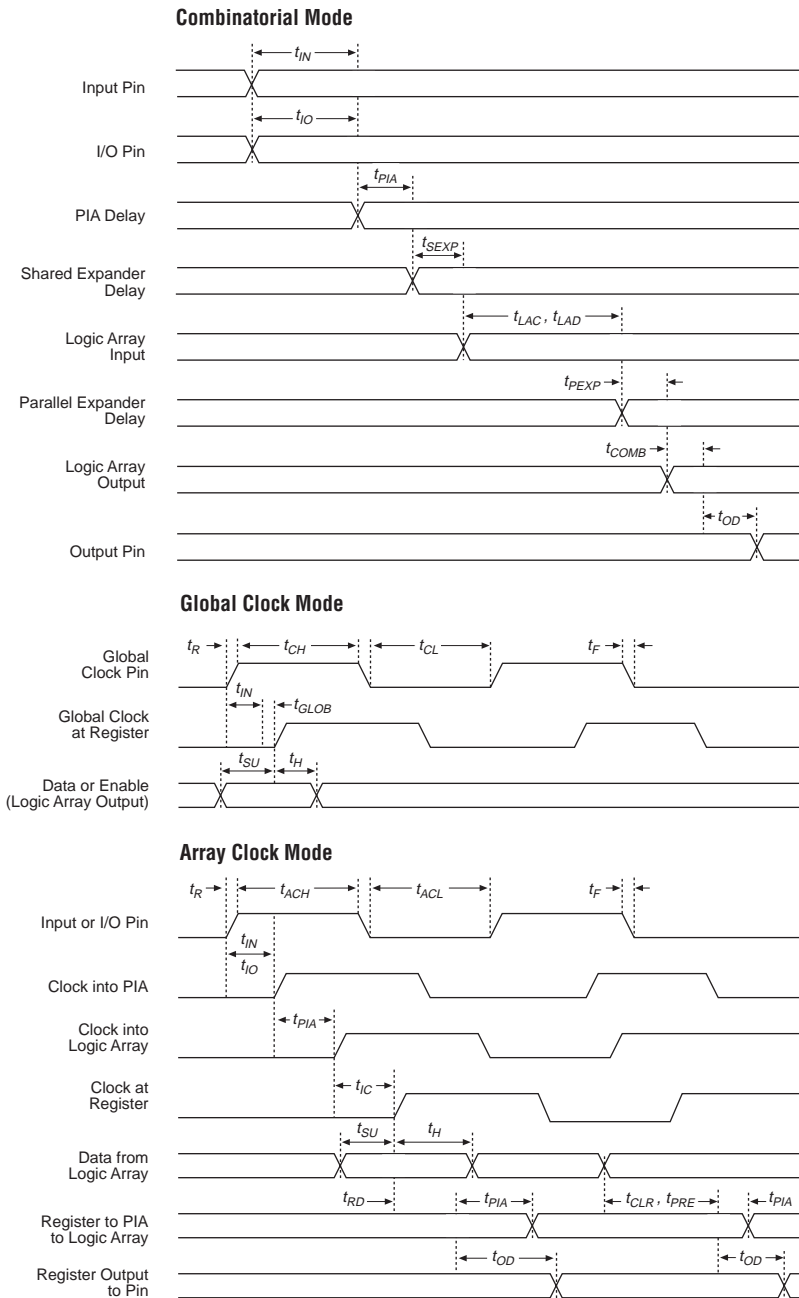 Combinatorial Mode
tIN
Input Pin
tIO
I/O Pin
tPIA
PIA Delay
tSEXP
Shared Expander
Delay
tLAC , tLAD
Logic Array
Input
tPEXP
Parallel Expander
Delay
tCOMB
Logic Array
Output
tOD
Output Pin
Global Clock Mode
tR
tCH
tCL
tF
Global
Clock Pin
tIN
tGLOB
Global Clock
at Register
tSU
tH
Data or Enable
(Logic Array Output)
Array Clock Mode
tR
tACH
tACL
tF
Input or I/O Pin
tIN
tIO
Clock into PIA
tPIA
Clock into
Logic Array
tIC
Clock at
Register
tSU
tH
Data from
Logic Array
tRD
tPIA
tCLR , tPRE
tPIA
Register to PIA
to Logic Array
tOD
tOD
Register Output
to Pin